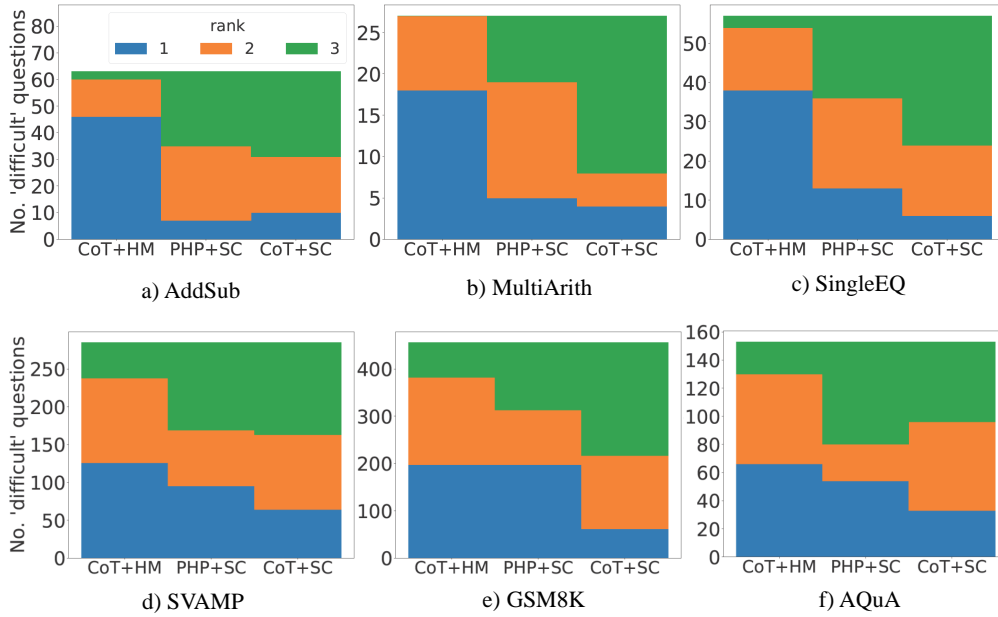 No. 'difficult' questions
80
70
60
50
40
30
20
10
0
rank
1 2 3
CoT+HM PHP+SC CoT+SC
a) AddSub
25
20
15
10
5
0
CoT+HM PHP+SC CoT+SC
b) MultiArith
50
40
30
20
10
0
CoT+HM PHP+SC CoT+SC
c) SingleEQ
No. 'difficult' questions
250
200
150
100
50
0
CoT+HM PHP+SC CoT+SC
d) SVAMP
400
300
200
100
0
CoT+HM PHP+SC CoT+SC
e) GSM8K
160
140
120
100
80
60
40
20
0
CoT+HM PHP+SC CoT+SC
f) AQuA